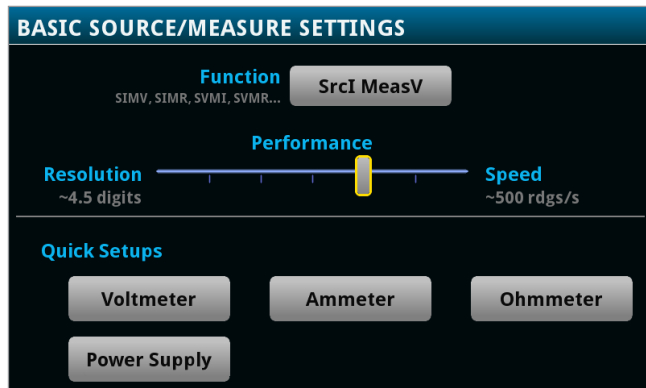 BASIC SOURCE/MEASURE SETTINGS
Function
SIMV, SIMR, SVMI, SVMR...
SrcI MeasV
Performance
Resolution
~4.5 digits
Speed
~500 rdgs/s
Quick Setups
Voltmeter
Ammeter
Ohmmeter
Power Supply